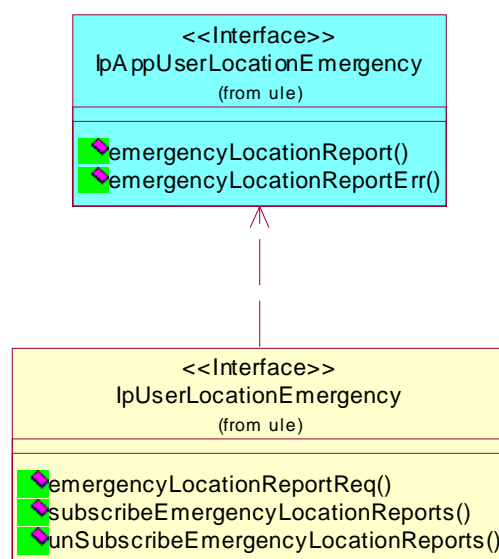 <<Interface>>
IpAppUserLocationEmergency
(from ule)
emergencyLocationReport()
emergencyLocationReportErr()
<<Interface>>
IpUserLocationEmergency
(from ule)
emergencyLocationReportReq()
subscribeEmergencyLocationReports()
unSubscribeEmergencyLocationReports()